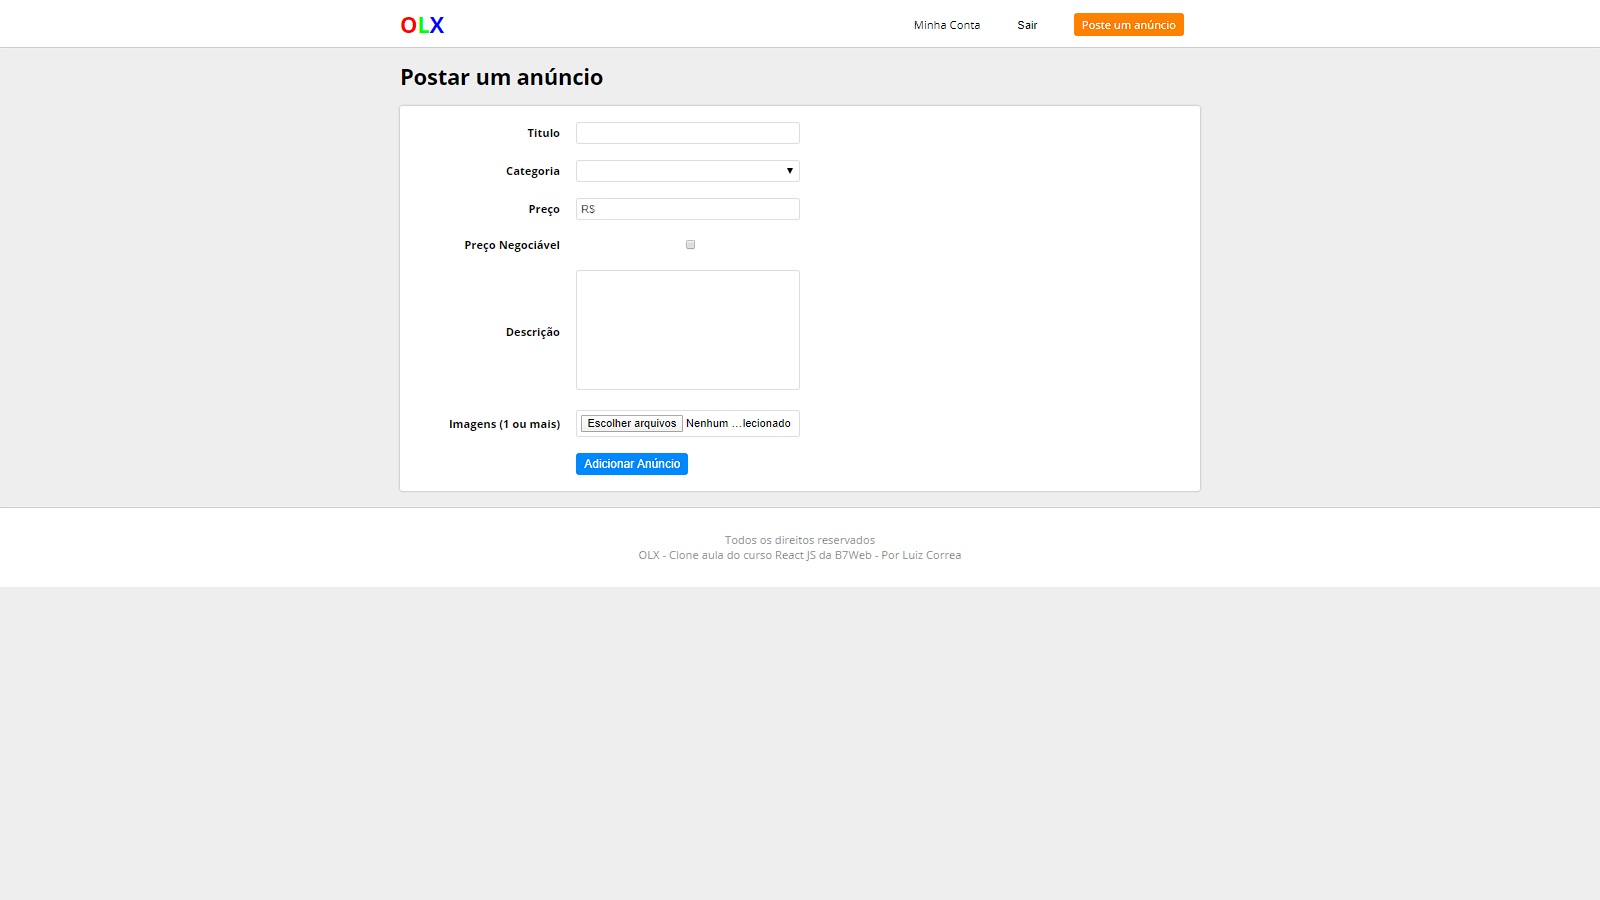 OLX
Minha Conta
Sair
Poste um anúncio
Postar um anúncio
Titulo
Categoria
Preço
R$
Preço Negociável
Descrição
Imagens (1 ou mais)
Escolher arquivos Nenhum ...lecionado
Adicionar Anúncio
Todos os direitos reservados
OLX - Clone aula do curso React JS da B7Web - Por Luiz Correa